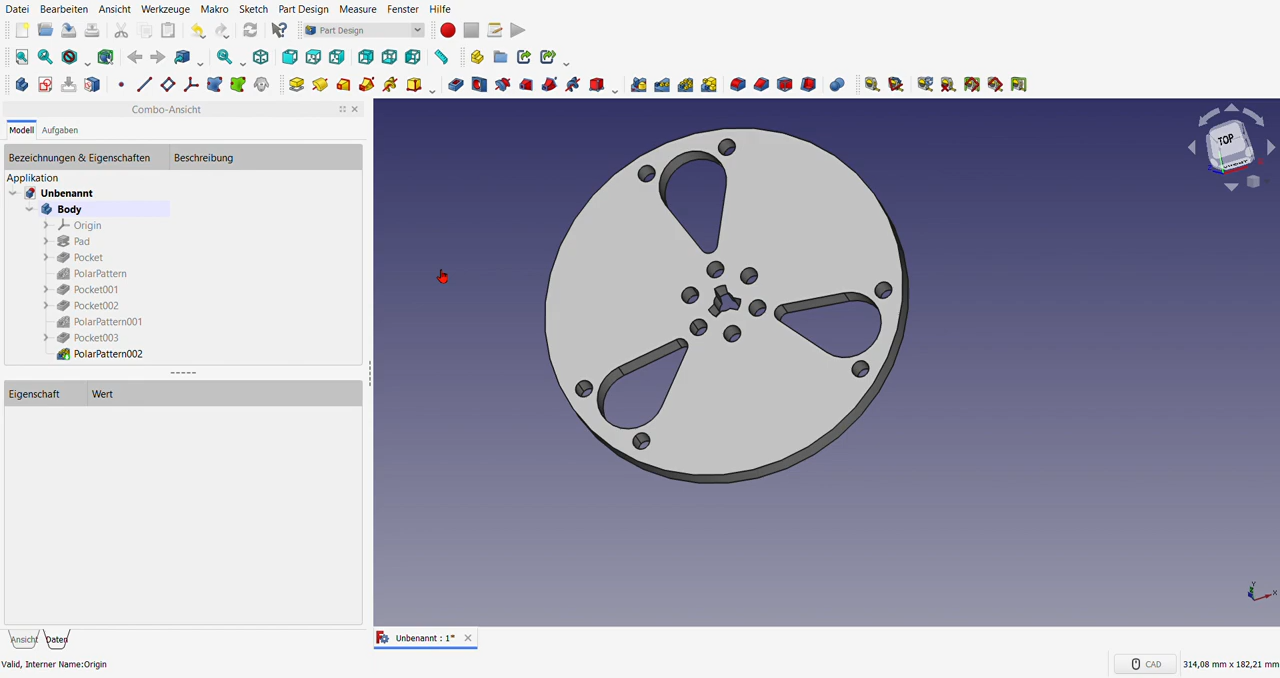 Datei Bearbeiten Ansicht Werkzeuge Makro Sketch Part Design Measure Fenster Hilfe
Part Design
Combo-Ansicht
Modell Aufgaben
Bezeichnungen & Eigenschaften Beschreibung
Applikation
Unbenannt
Body
Origin
Pad
Pocket
PolarPattern
Pocket001
Pocket002
PolarPattern001
Pocket003
PolarPattern002
Eigenschaft Wert
Ansicht Daten
TOP
Y
X
Unbenannt : 1*
Valid, Interner Name:Origin
CAD
314,08 mm x 182,21 mm